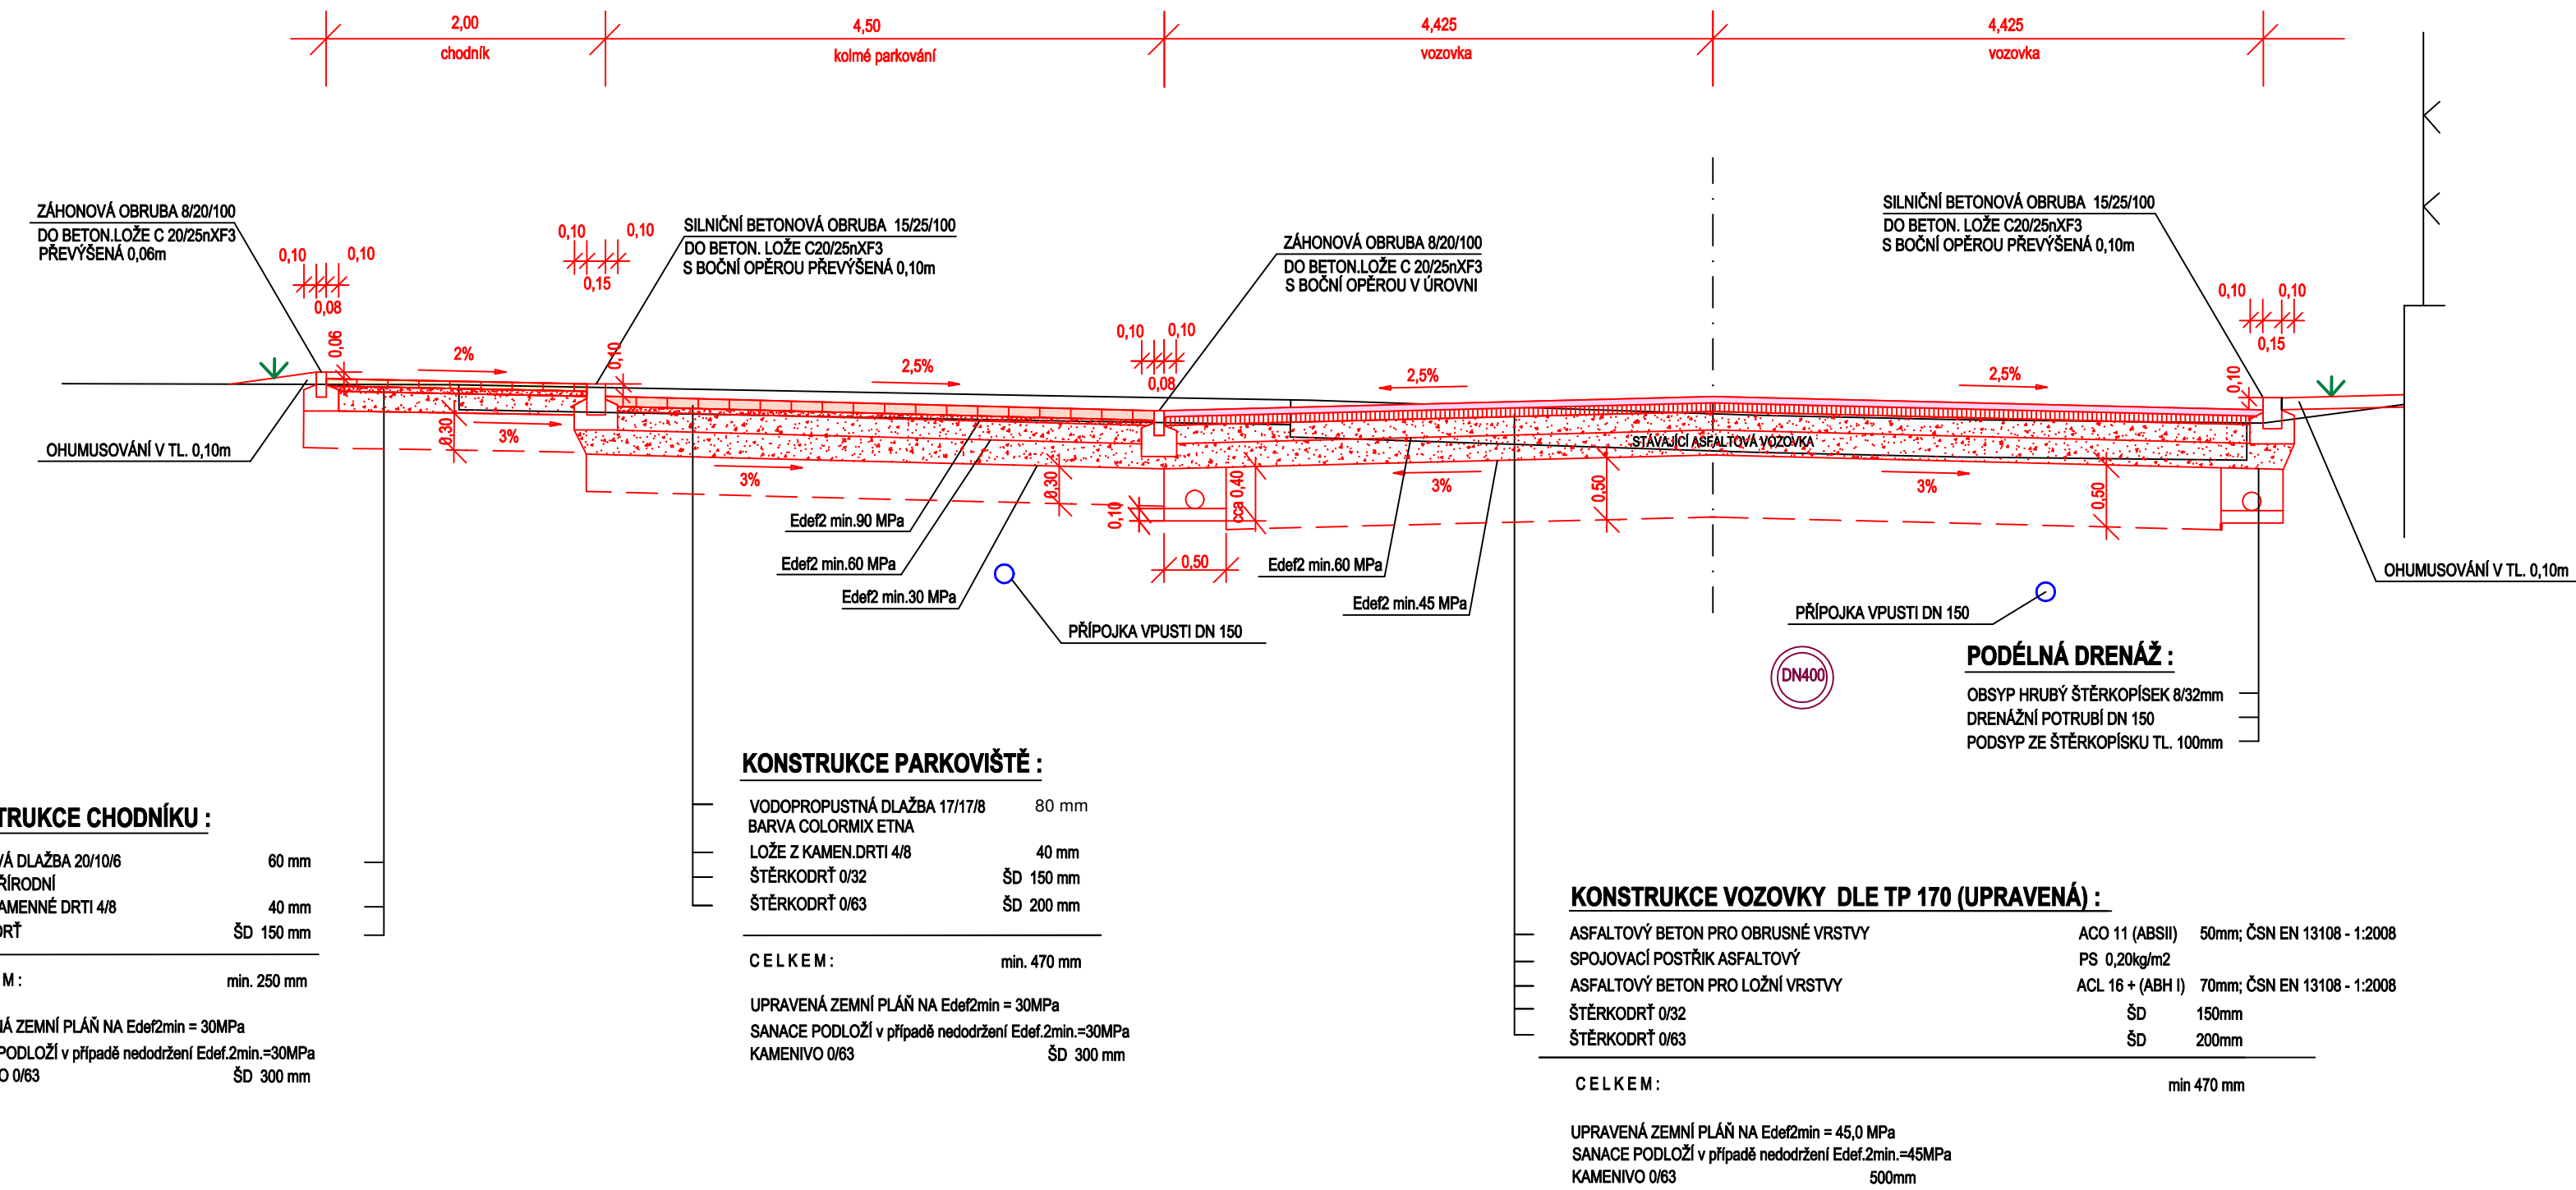 2,00
chodník
4,50
kolmé parkování
4,425
vozovka
4,425
vozovka
ZÁHONOVÁ OBRUBA 8/20/100
DO BETON.LOŽE C 20/25nXF3
PŘEVÝŠENÁ 0,06m
0,10
0,10
0,08
0,06
0,10
0,10
0,15
SILNIČNÍ BETONOVÁ OBRUBA 15/25/100
DO BETON. LOŽE C20/25nXF3
S BOČNÍ OPĚROU PŘEVÝŠENÁ 0,10m
0,10
ZÁHONOVÁ OBRUBA 8/20/100
DO BETON.LOŽE C 20/25nXF3
S BOČNÍ OPĚROU V ÚROVNI
0,10
0,10
0,08
SILNIČNÍ BETONOVÁ OBRUBA 15/25/100
DO BETON. LOŽE C20/25nXF3
S BOČNÍ OPĚROU PŘEVÝŠENÁ 0,10m
0,10
0,10
0,15
0,10
2%
2,5%
2,5%
2,5%
OHUMUSOVÁNÍ V TL. 0,10m
0,30
3%
3%
0,30
0,10
cca 0,40
3%
0,50
STÁVAJÍCÍ ASFALTOVÁ VOZOVKA
3%
0,50
0,50
Edef2 min.90 MPa
Edef2 min.60 MPa
Edef2 min.30 MPa
Edef2 min.60 MPa
Edef2 min.45 MPa
PŘÍPOJKA VPUSTI DN 150
PŘÍPOJKA VPUSTI DN 150
OHUMUSOVÁNÍ V TL. 0,10m
DN400
PODÉLNÁ DRENÁŽ :
OBSYP HRUBÝ ŠTĚRKOPÍSEK 8/32mm
DRENÁŽNÍ POTRUBÍ DN 150
PODSYP ZE ŠTĚRKOPÍSKU TL. 100mm
TRUKCE CHODNÍKU :
VÁ DLAŽBA 20/10/6 60 mm
ŘÍRODNÍ
AMENNÉ DRTI 4/8 40 mm
DRŤ ŠD 150 mm
M : min. 250 mm
NÁ ZEMNÍ PLÁŇ NA Edef2min = 30MPa
PODLOŽÍ v případě nedodržení Edef.2min.=30MPa
O 0/63 ŠD 300 mm
KONSTRUKCE PARKOVIŠTĚ :
VODOPROPUSTNÁ DLAŽBA 17/17/8 80 mm
BARVA COLORMIX ETNA
LOŽE Z KAMEN.DRTI 4/8 40 mm
ŠTĚRKODRŤ 0/32 ŠD 150 mm
ŠTĚRKODRŤ 0/63 ŠD 200 mm
C E L K E M : min. 470 mm
UPRAVENÁ ZEMNÍ PLÁŇ NA Edef2min = 30MPa
SANACE PODLOŽÍ v případě nedodržení Edef.2min.=30MPa
KAMENIVO 0/63 ŠD 300 mm
KONSTRUKCE VOZOVKY DLE TP 170 (UPRAVENÁ) :
ASFALTOVÝ BETON PRO OBRUSNÉ VRSTVY ACO 11 (ABSII) 50mm; ČSN EN 13108 - 1:2008
SPOJOVACÍ POSTŘIK ASFALTOVÝ PS 0,20kg/m2
ASFALTOVÝ BETON PRO LOŽNÍ VRSTVY ACL 16 + (ABH I) 70mm; ČSN EN 13108 - 1:2008
ŠTĚRKODRŤ 0/32 ŠD 150mm
ŠTĚRKODRŤ 0/63 ŠD 200mm
C E L K E M : min 470 mm
UPRAVENÁ ZEMNÍ PLÁŇ NA Edef2min = 45,0 MPa
SANACE PODLOŽÍ v případě nedodržení Edef.2min.=45MPa
KAMENIVO 0/63 500mm